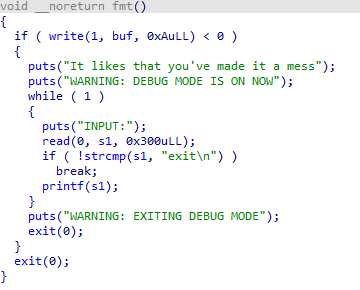 void __noreturn fmt()
{
  if ( write(1, buf, 0xAuLL) < 0 )
  {
    puts("It likes that you've made it a mess");
    puts("WARNING: DEBUG MODE IS ON NOW");
    while ( 1 )
    {
      puts("INPUT:");
      read(0, s1, 0x300uLL);
      if ( !strcmp(s1, "exit\n") )
        break;
      printf(s1);
    }
    puts("WARNING: EXITING DEBUG MODE");
    exit(0);
  }
  exit(0);
}